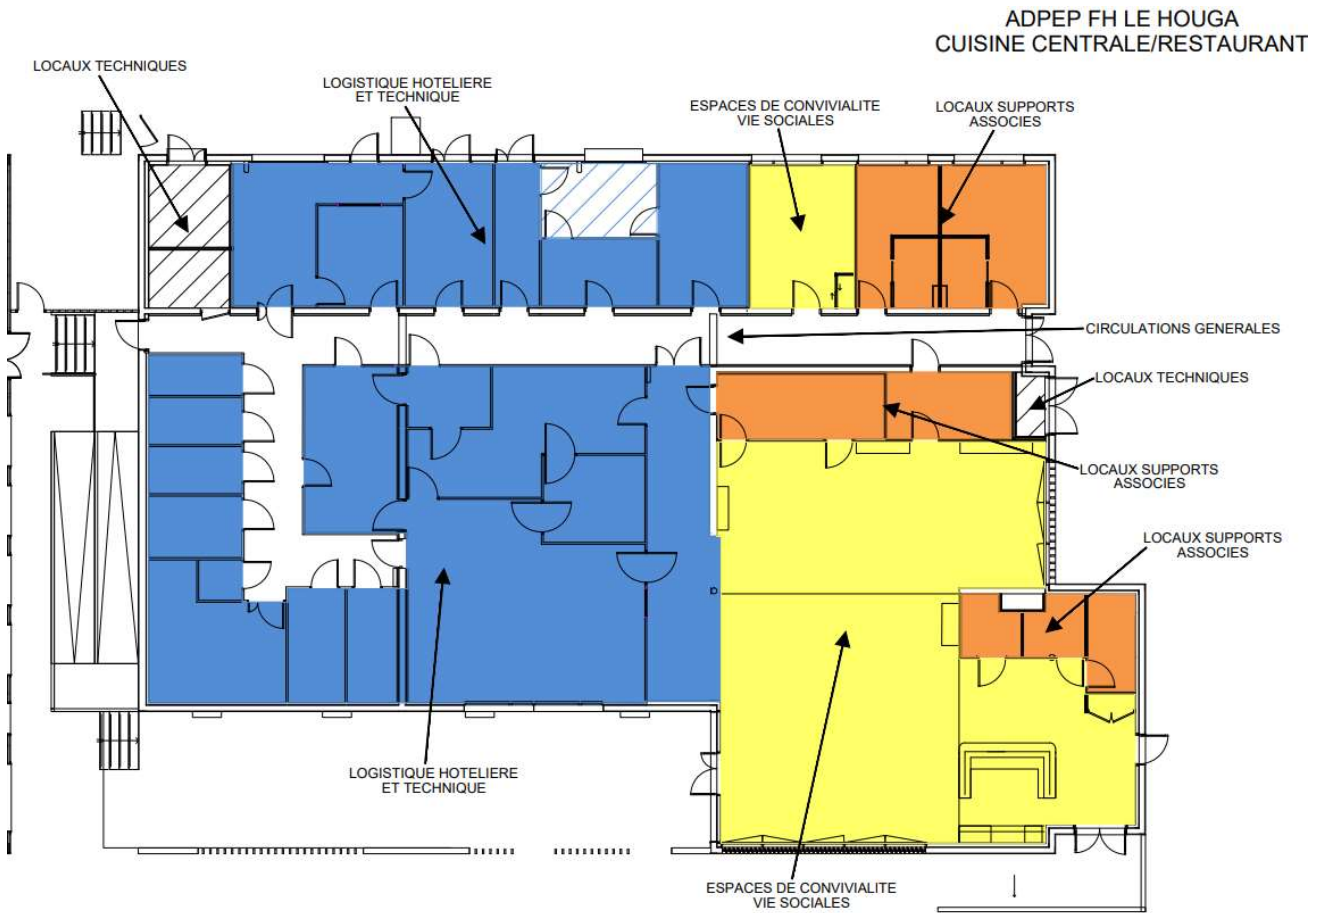 ADPEP FH LE HOUGA
CUISINE CENTRALE/RESTAURANT
LOCAUX TECHNIQUES
LOGISTIQUE HOTELIERE
ET TECHNIQUE
ESPACES DE CONVIVIALITE
VIE SOCIALES
LOCAUX SUPPORTS
ASSOCIES
CIRCULATIONS GENERALES
LOCAUX TECHNIQUES
LOCAUX SUPPORTS
ASSOCIES
LOCAUX SUPPORTS
ASSOCIES
LOGISTIQUE HOTELIERE
ET TECHNIQUE
ESPACES DE CONVIVIALITE
VIE SOCIALES